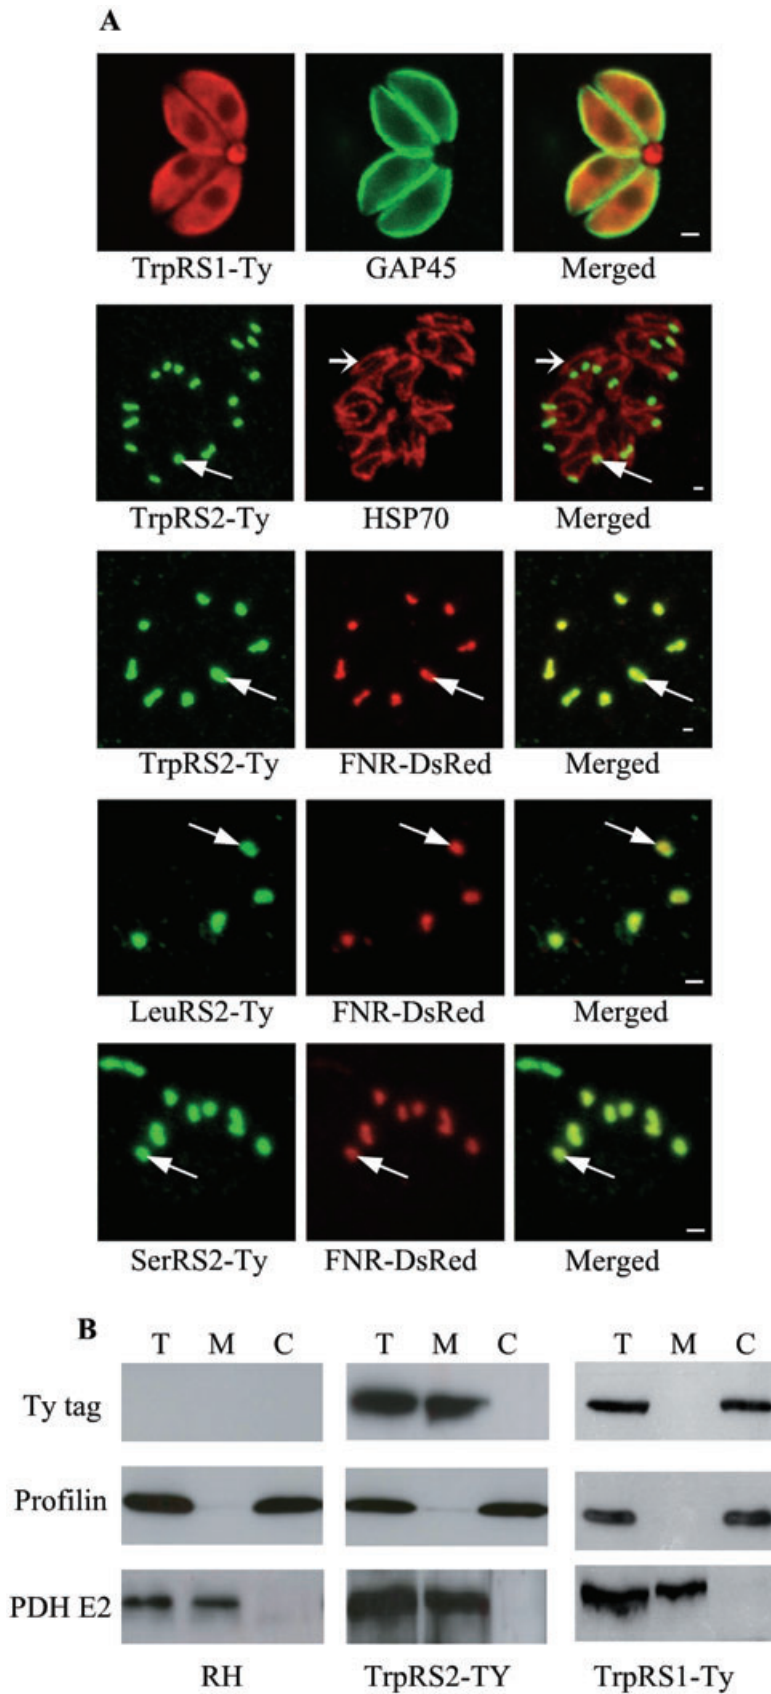 A
TrpRS1-Ty GAP45 Merged
TrpRS2-Ty HSP70 Merged
TrpRS2-Ty FNR-DsRed Merged
LeuRS2-Ty FNR-DsRed Merged
SerRS2-Ty FNR-DsRed Merged
B
T M C T M C T M C
Ty tag
Profilin
PDH E2
RH TrpRS2-TY TrpRS1-Ty